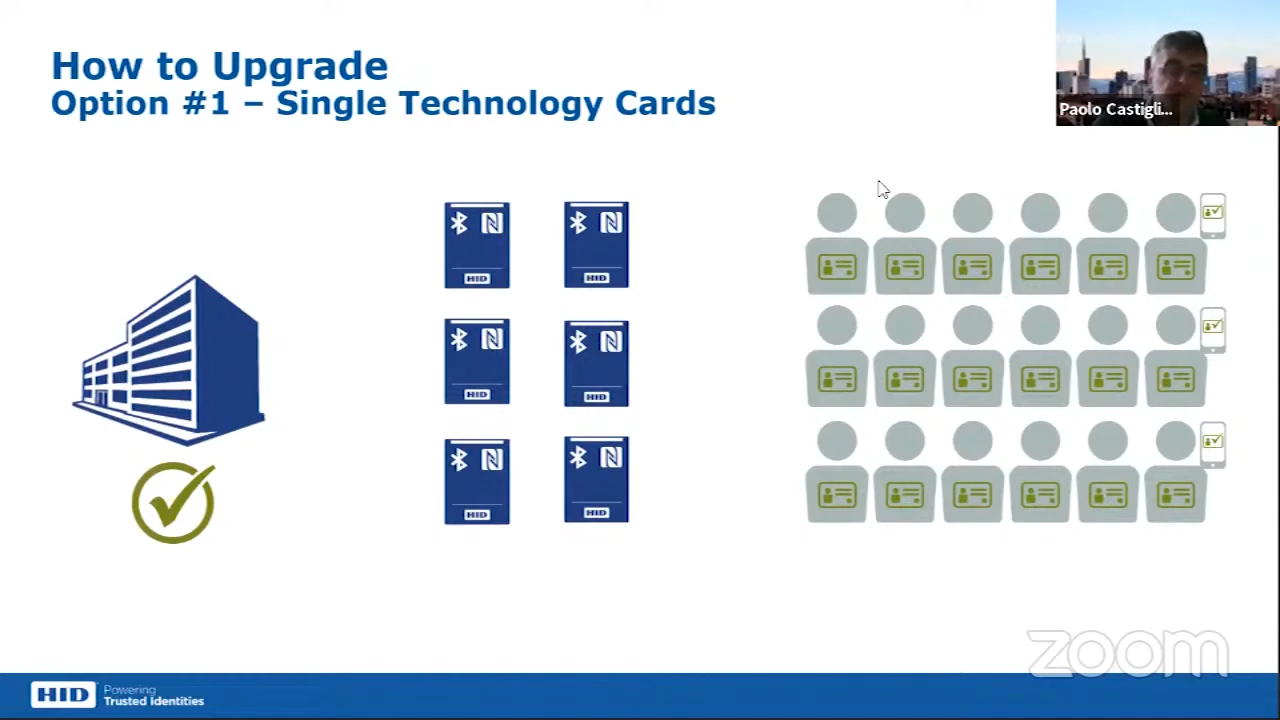 How to Upgrade
Option #1 – Single Technology Cards
Paolo Castigli...
HID
HID
HID
HID
HID
HID
zoom
HID
Powering
Trusted Identities